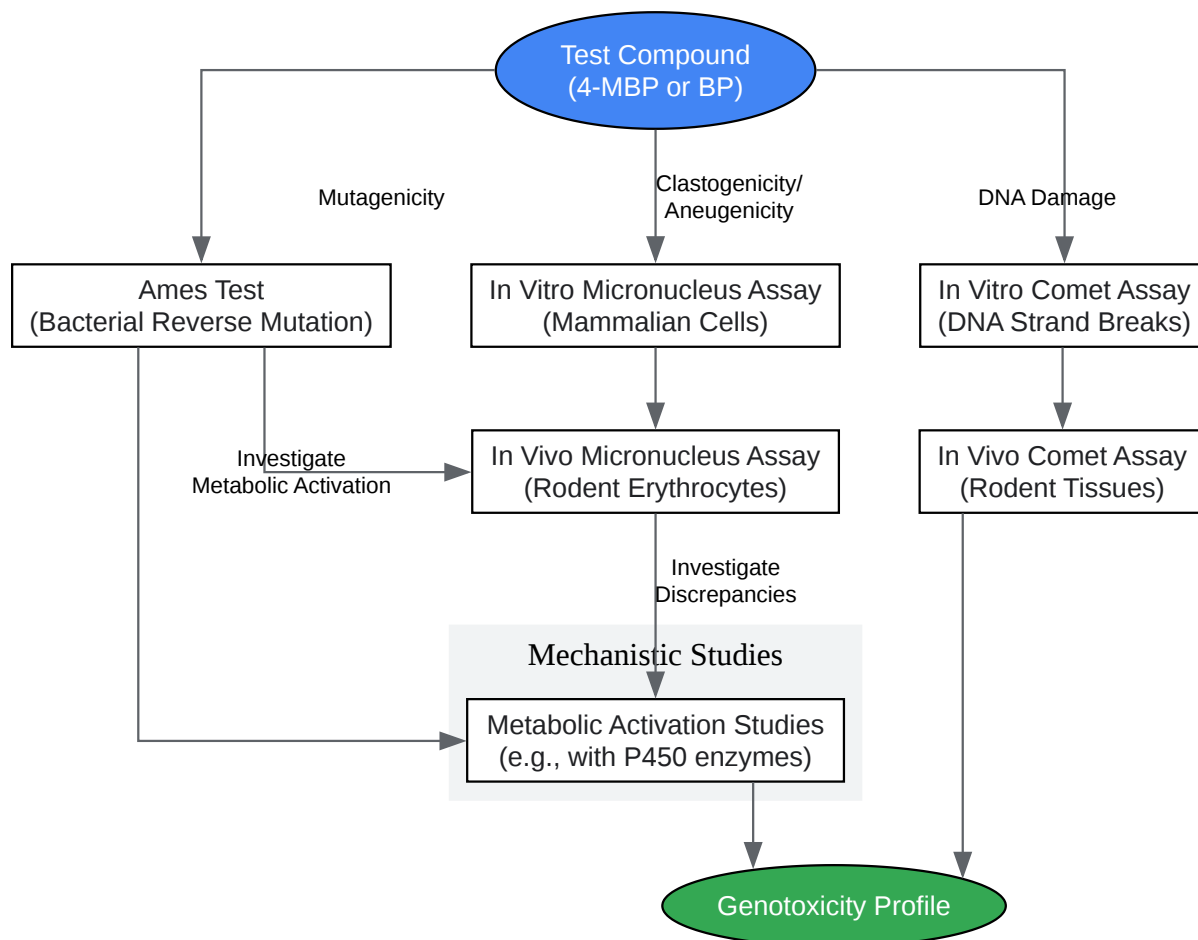 Test Compound
(4-MBP or BP)
Mutagenicity
Clastogenicity/
Aneugenicity
DNA Damage
Ames Test
(Bacterial Reverse Mutation)
In Vitro Micronucleus Assay
(Mammalian Cells)
In Vitro Comet Assay
(DNA Strand Breaks)
Investigate
Metabolic Activation
In Vivo Micronucleus Assay
(Rodent Erythrocytes)
In Vivo Comet Assay
(Rodent Tissues)
Investigate
Discrepancies
Mechanistic Studies
Metabolic Activation Studies
(e.g., with P450 enzymes)
Genotoxicity Profile